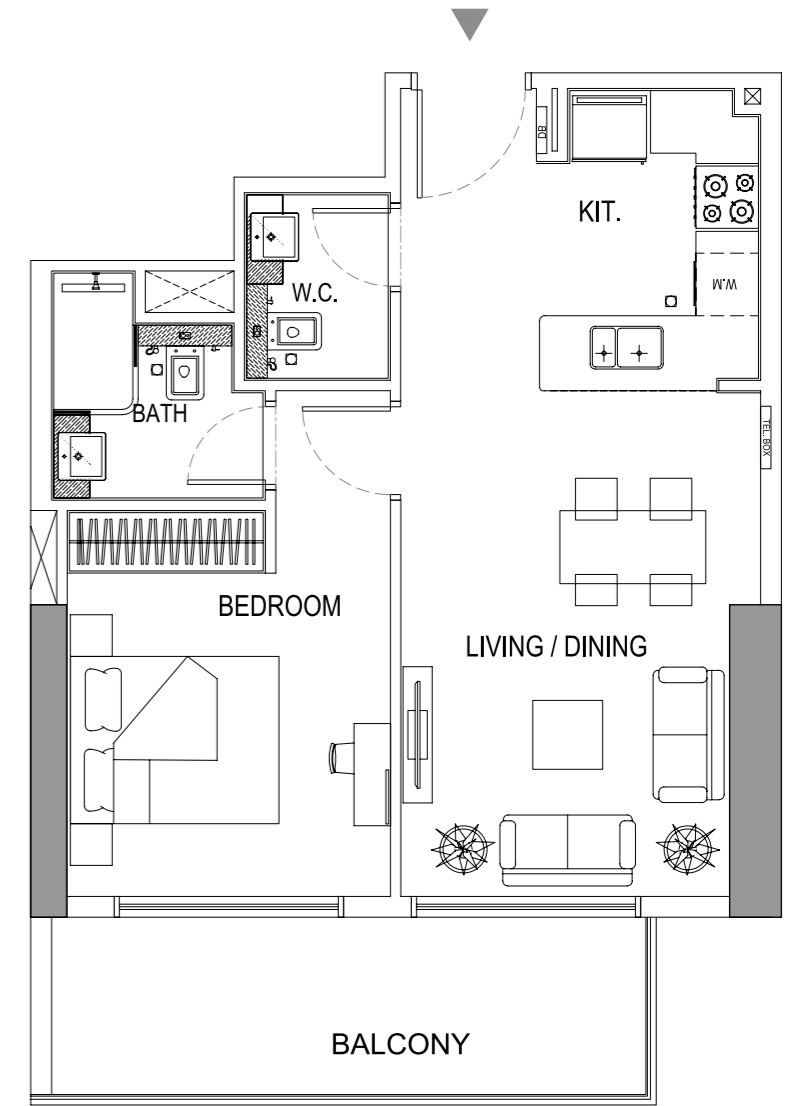 DB
KIT.
W.C.
W.M
BATH
TEL. BOX
BEDROOM
LIVING / DINING
BALCONY